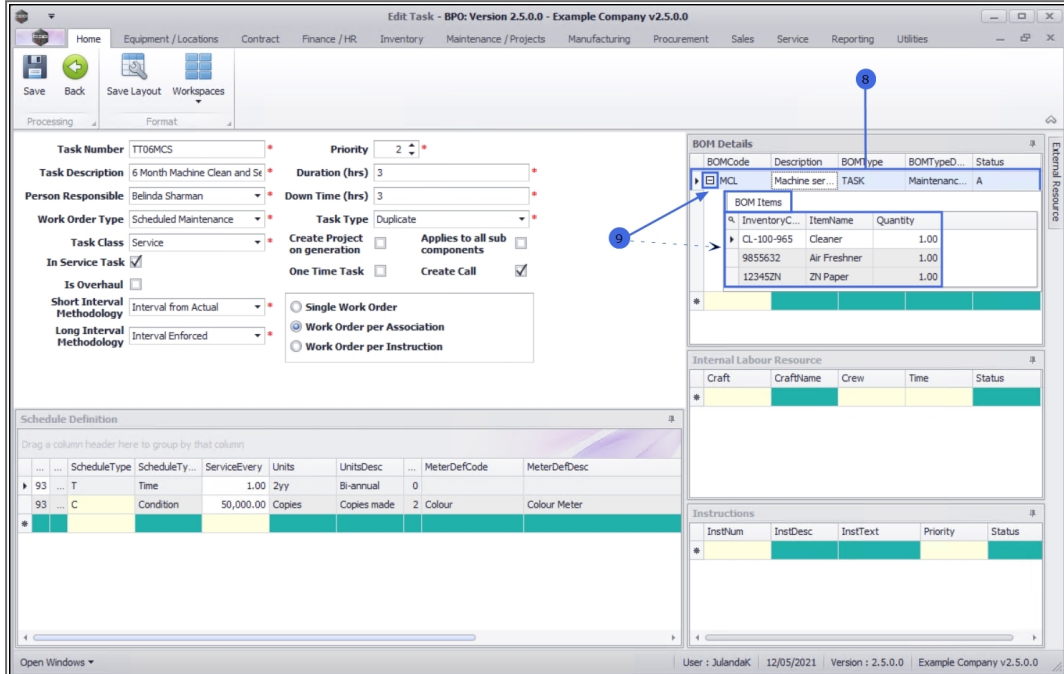 Edit Task - BPO: Version 2.5.0.0 - Example Company v2.5.0.0
Home Equipment / Locations Contract Finance / HR Inventory Maintenance / Projects Manufacturing Procurement Sales Service Reporting Utilities
Save Back Save Layout Workspaces
Processing Format
8
Task Number TT06MCS *
Task Description 6 Month Machine Clean and Se *
Person Responsible Belinda Sharman *
Work Order Type Scheduled Maintenance *
Task Class Service *
In Service Task
Is Overhaul
Short Interval Methodology Interval from Actual *
Long Interval Methodology Interval Enforced *
Priority 2 *
Duration (hrs) 3 *
Down Time (hrs) 3 *
Task Type Duplicate *
Create Project on generation
Applies to all sub components
One Time Task
Create Call
Single Work Order
Work Order per Association
Work Order per Instruction
BOM Details
BOMCode Description BOMType BOMTypeD... Status
MCL Machine ser... TASK Maintenanc... A
9
BOM Items
InventoryC... ItemName Quantity
CL-100-965 Cleaner 1.00
9855632 Air Freshner 1.00
12345ZN ZN Paper 1.00
External Resource
Internal Labour Resource
Craft CraftName Crew Time Status
Schedule Definition
Drag a column header here to group by that column
... ... ScheduleType ScheduleTy... ServiceEvery Units UnitsDesc ... MeterDefCode MeterDefDesc
93 ... T Time 1.00 2yy Bi-annual 0
93 ... C Condition 50,000.00 Copies Copies made 2 Colour Colour Meter
Instructions
InstNum InstDesc InstText Priority Status
Open Windows
User : JulandaK 12/05/2021 Version : 2.5.0.0 Example Company v2.5.0.0